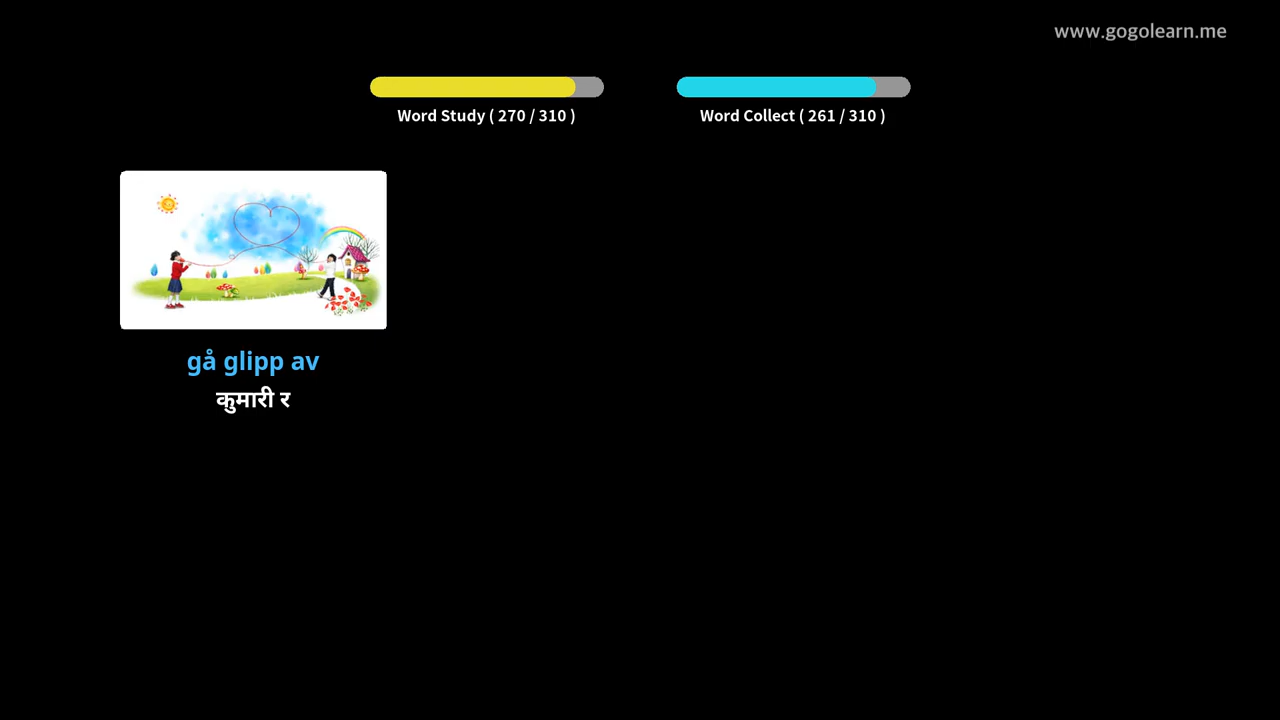 www.gogolearn.me
Word Study ( 270 / 310 )
Word Collect ( 261 / 310 )
gå glipp av
कुमारी र